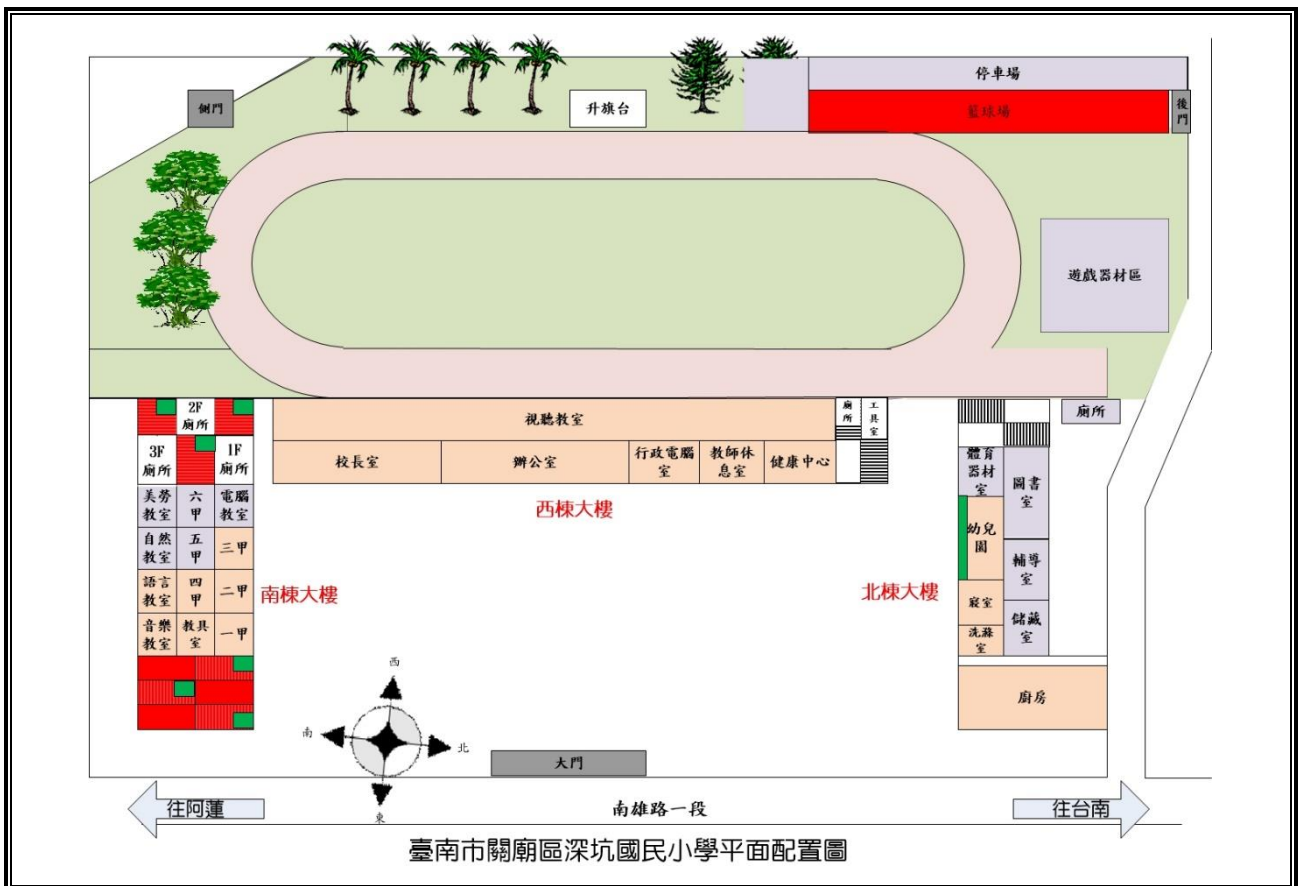 停車場
側門
升旗台
籃球場
後門
遊戲器材區
2F
廁所
視聽教室
廁所
工具室
廁所
3F
廁所
1F
廁所
校長室
辦公室
行政電腦
室
教師休
息室
健康中心
體育
器材
室
圖書
室
美勞
教室
六
甲
電腦
教室
西棟大樓
自然
教室
五
甲
三甲
幼兒
園
輔導
室
語言
教室
四
甲
二甲
南棟大樓
北棟大樓
寢室
儲藏
室
音樂
教室
教具
室
一甲
洗滌
室
西
廚房
南
北
大門
東
往阿蓮
南雄路一段
往台南
臺南市關廟區深坑國民小學平面配置圖